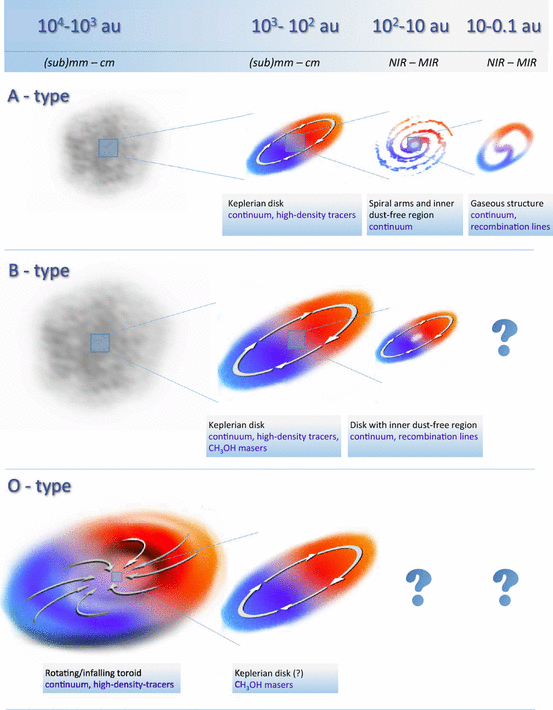 10⁴-10³ au 10³- 10² au 10²-10 au 10-0.1 au
(sub)mm – cm (sub)mm – cm NIR – MIR NIR – MIR
A - type
Keplerian disk
continuum, high-density tracers
Spiral arms and inner
dust-free region
continuum
Gaseous structure
continuum,
recombination lines
B - type
?
Keplerian disk
continuum, high-density tracers,
CH₃OH masers
Disk with inner dust-free region
continuum, recombination lines
O - type
? ?
Rotating/infalling toroid
continuum, high-density-tracers
Keplerian disk (?)
CH₃OH masers